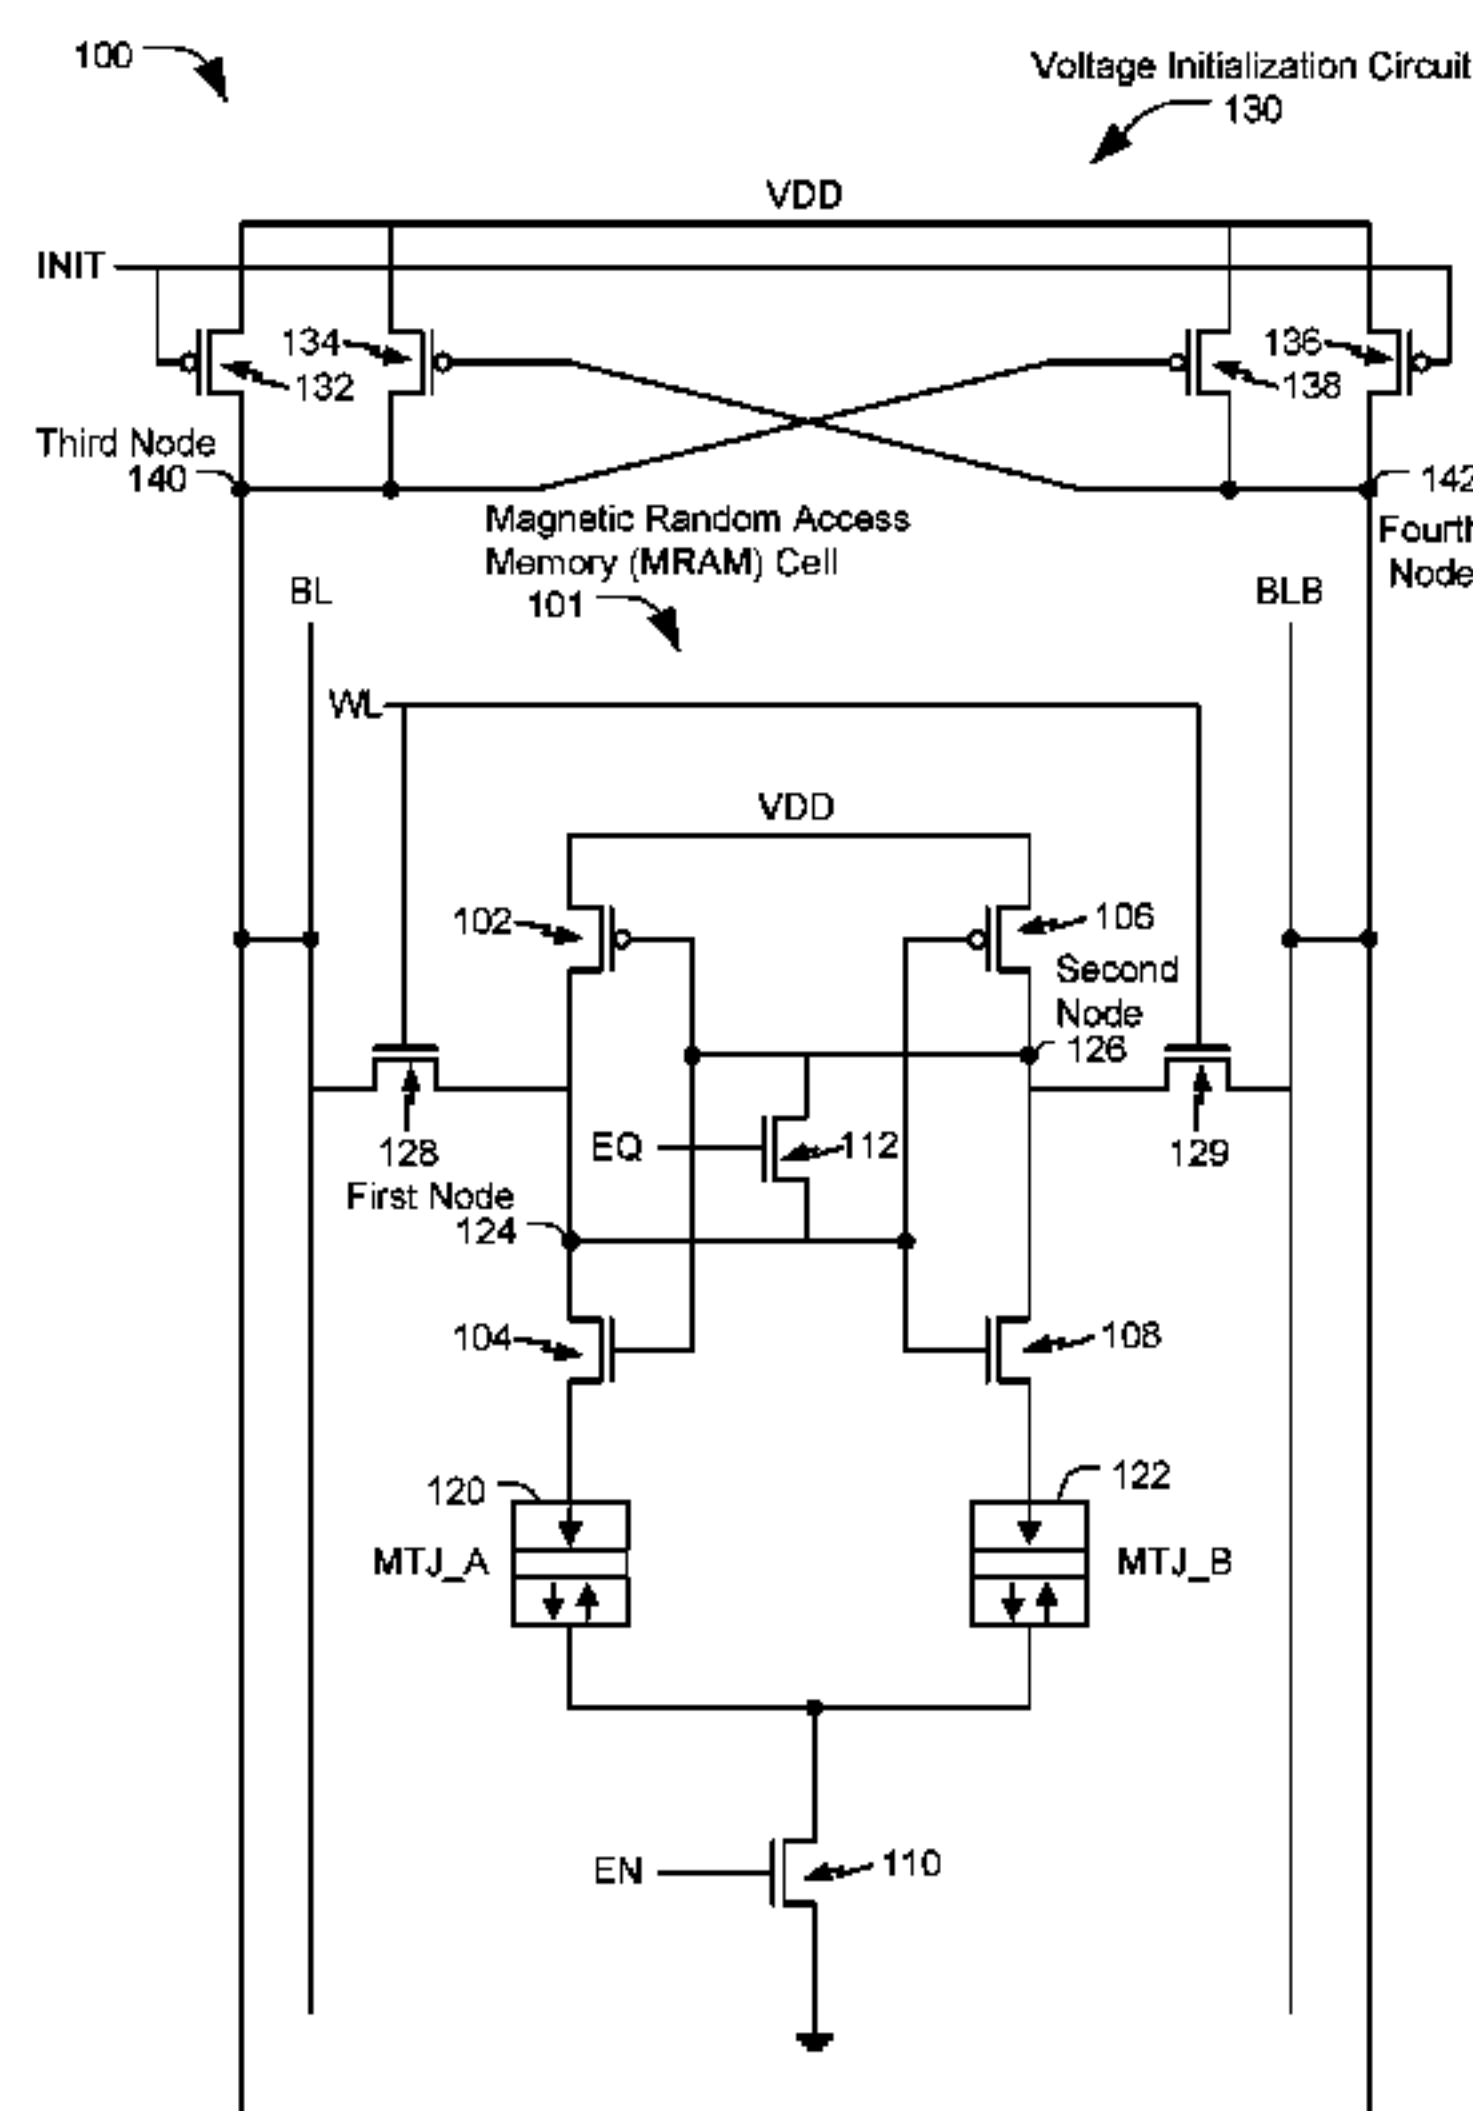 100
Voltage Initialization Circuit
130
VDD
INIT
134
132
136
138
Third Node
140
142
Fourth
Node
Magnetic Random Access
Memory (MRAM) Cell
101
BL
BLB
WL
VDD
102
106
Second
Node
126
128
129
EQ
112
First Node
124
104
108
120
122
MTJ_A
MTJ_B
EN
110